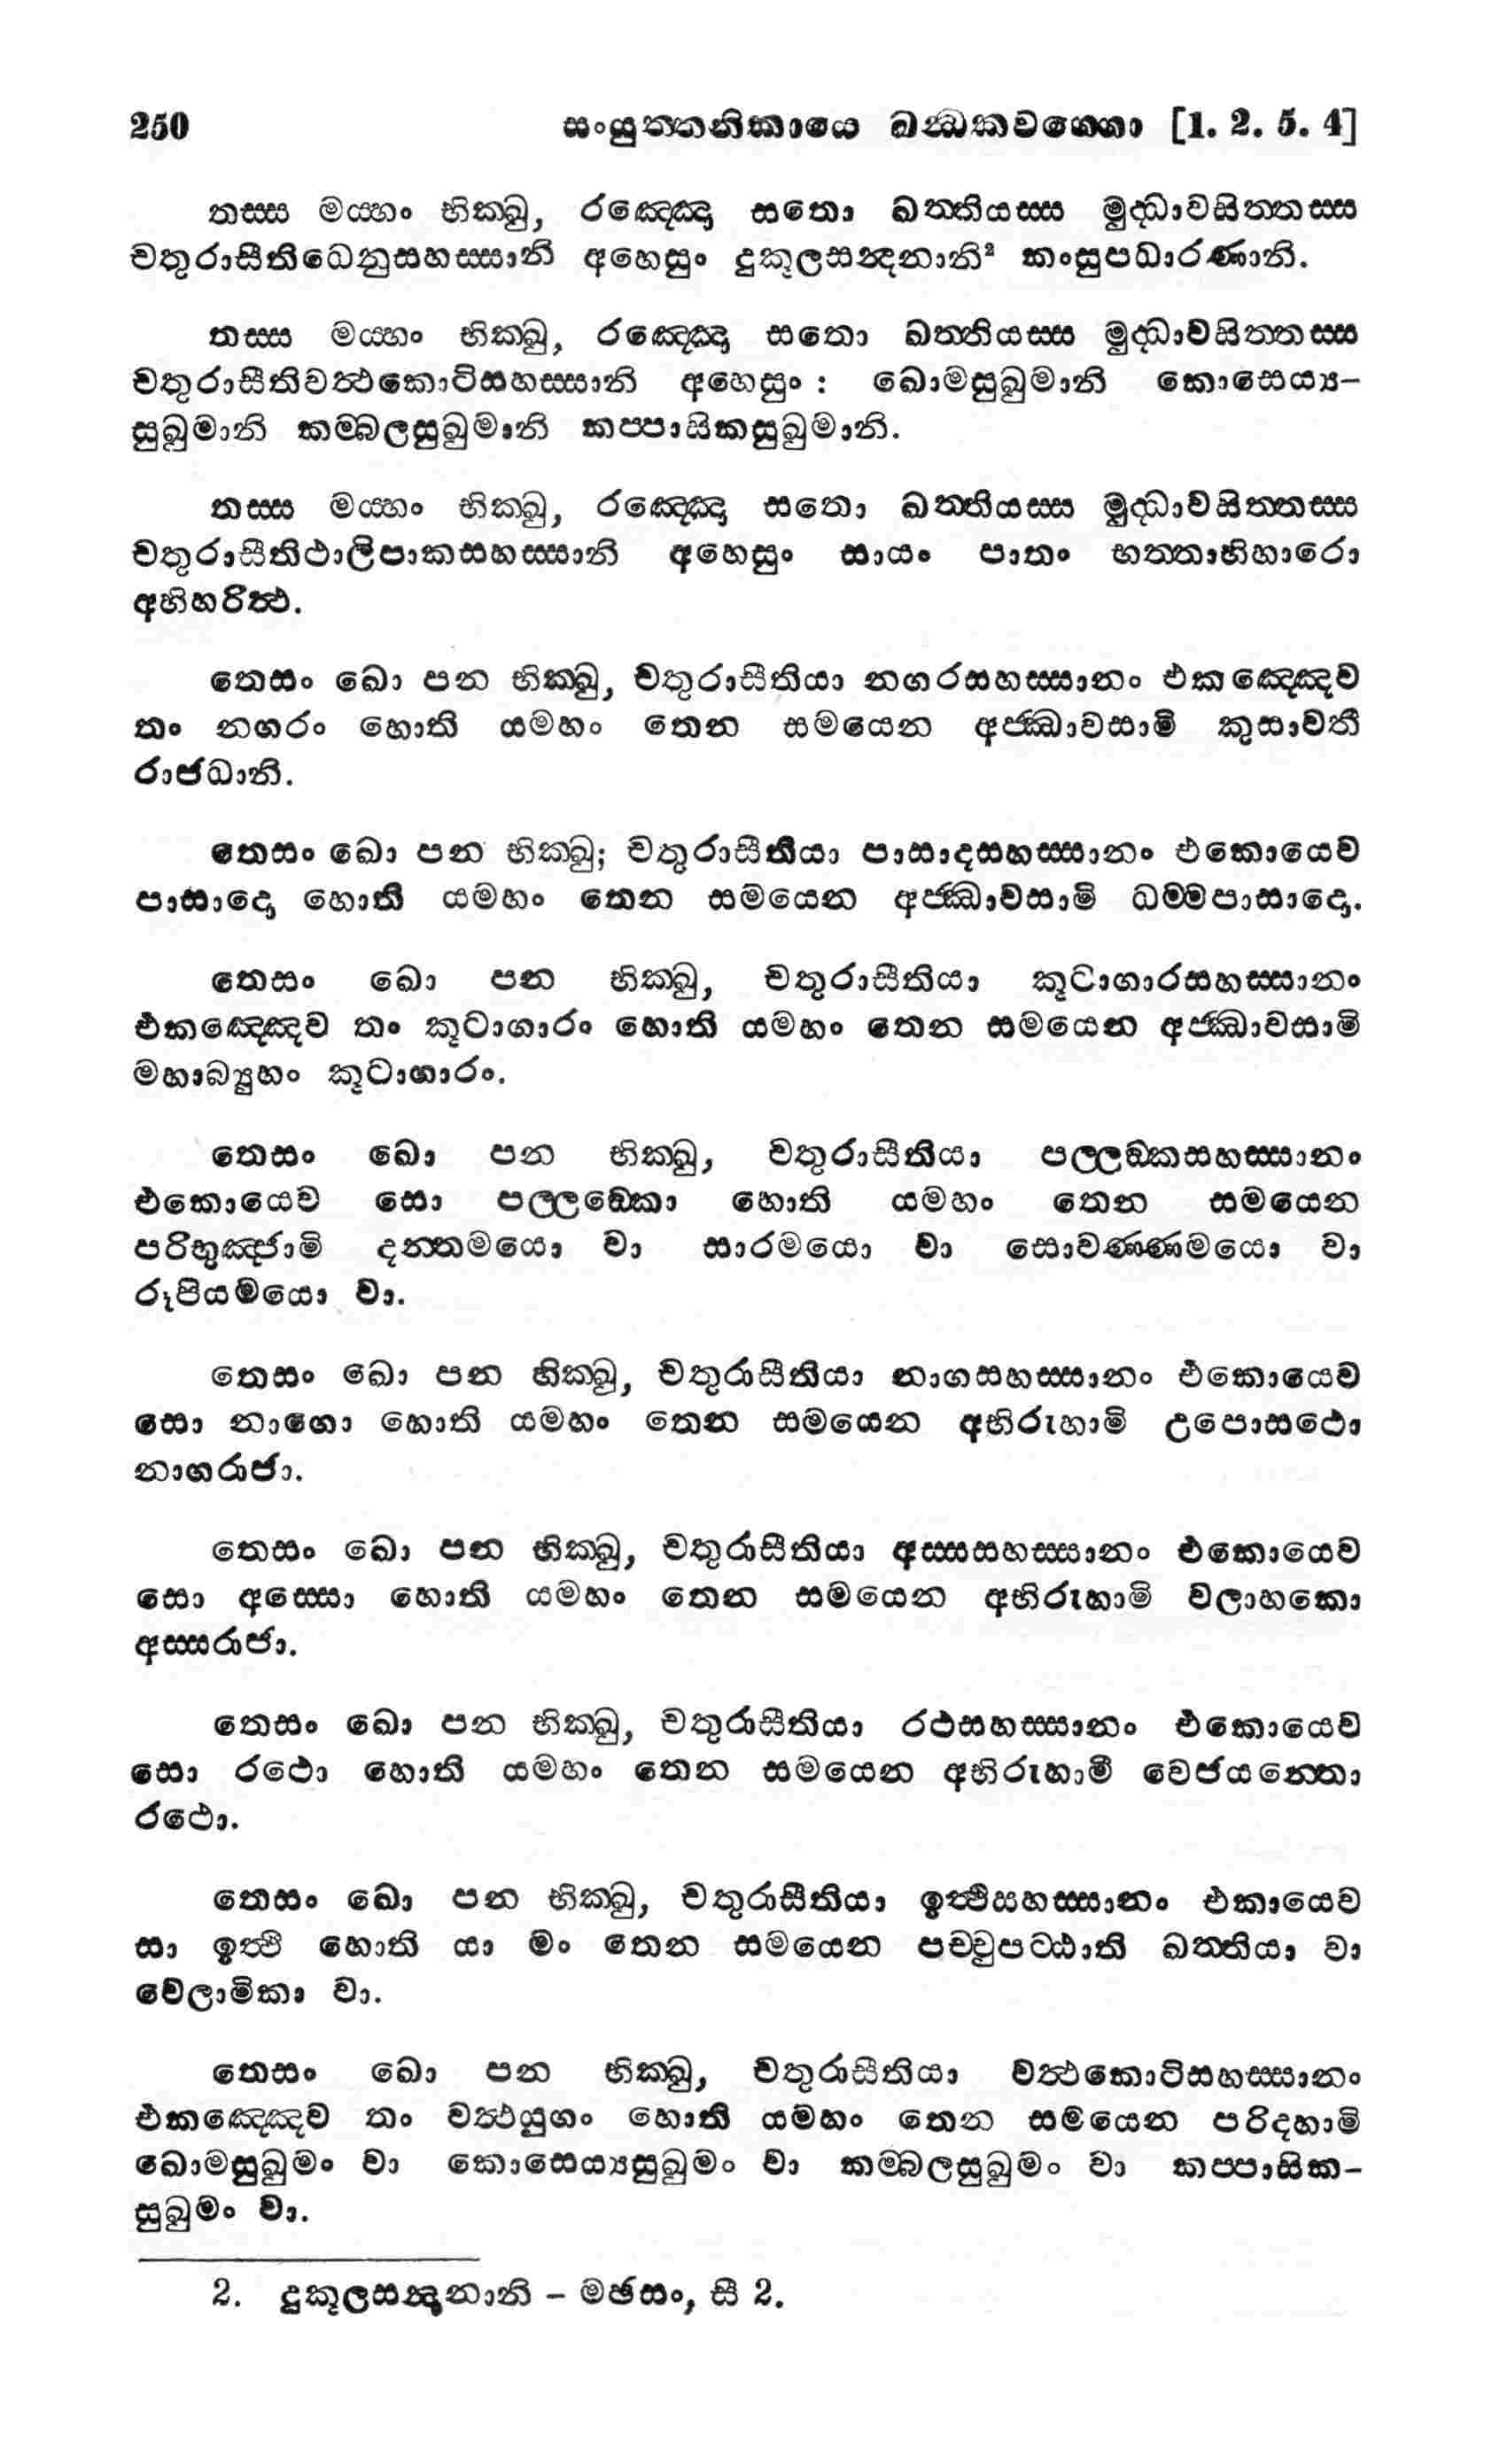 250 සංයුත්තනිකායෙ ඛන්ධකවග්ගො [1. 2. 5. 4]
තස්ස මය්හං භික්ඛු, රඤ්ඤො සතො ඛත්තියස්ස මුද්ධාවසිත්තස්ස
චතුරාසීතිධෙනුසහස්සානි අහෙසුං දුකූලසන්දනානි² කංසුපධාරණානි.
තස්ස මය්හං භික්ඛු, රඤ්ඤො සතො ඛත්තියස්ස මුද්ධාවසිත්තස්ස
චතුරාසීතිවත්ථකොටිසහස්සානි අහෙසුං : ඛොමසුඛුමානි කොසෙය්‍ය-
සුඛුමානි කම්බලසුඛුමානි කප්පාසිකසුඛුමානි.
තස්ස මය්හං භික්ඛු, රඤ්ඤො සතො ඛත්තියස්ස මුද්ධාවසිත්තස්ස
චතුරාසීතිථාලිපාකසහස්සානි අහෙසුං සායං පාතං භත්තාභිහාරො
අභිහරිත්ථ.
තෙසං ඛො පන භික්ඛු, චතුරාසීතියා නගරසහස්සානං එකඤ්ඤෙව
තං නගරං හොති යමහං තෙන සමයෙන අජ්ඣාවසාමි කුසාවතී
රාජධානි.
තෙසං ඛො පන භික්ඛු; චතුරාසීතියා පාසාදසහස්සානං එකොයෙව
පාසාදො හොති යමහං තෙන සමයෙන අජ්ඣාවසාමි ධම්මපාසාදො.
තෙසං ඛො පන භික්ඛු, චතුරාසීතියා කූටාගාරසහස්සානං
එකඤ්ඤෙව තං කූටාගාරං හොති යමහං තෙන සමයෙන අජ්ඣාවසාමි
මහාබ්‍යූහං කූටාගාරං.
තෙසං ඛො පන භික්ඛු, චතුරාසීතියා පල්ලඞ්කසහස්සානං
එකොයෙව සො පල්ලඞ්කො හොති යමහං තෙන සමයෙන
පරිභුඤ්ජාමි දන්තමයො වා සාරමයො වා සොවණ්ණමයො වා
රූපියමයො වා.
තෙසං ඛො පන භික්ඛු, චතුරාසීතියා නාගසහස්සානං එකොයෙව
සො නාගො හොති යමහං තෙන සමයෙන අභිරුහාමි උපොසථො
නාගරාජා.
තෙසං ඛො පන භික්ඛු, චතුරාසීතියා අස්සසහස්සානං එකොයෙව
සො අස්සො හොති යමහං තෙන සමයෙන අභිරුහාමි වලාහකො
අස්සරාජා.
තෙසං ඛො පන භික්ඛු, චතුරාසීතියා රථසහස්සානං එකොයෙව
සො රථො හොති යමහං තෙන සමයෙන අභිරුහාමී වෙජයන්තො
රථො.
තෙසං ඛො පන භික්ඛු, චතුරාසීතියා ඉත්ථිසහස්සානං එකායෙව
සා ඉත්ථි හොති යා මං තෙන සමයෙන පච්චුපට්ඨාති ඛත්තියා වා
වෙලාමිකා වා.
තෙසං ඛො පන භික්ඛු, චතුරාසීතියා වත්ථකොටිසහස්සානං
එකඤ්ඤෙව තං වත්ථයුගං හොති යමහං තෙන සමයෙන පරිදහාමි
ඛොමසුඛුමං වා කොසෙය්‍යසුඛුමං වා කම්බලසුඛුමං වා කප්පාසික-
සුඛුමං වා.
2. දුකූලසන්දනානි – මඡසං, සී 2.